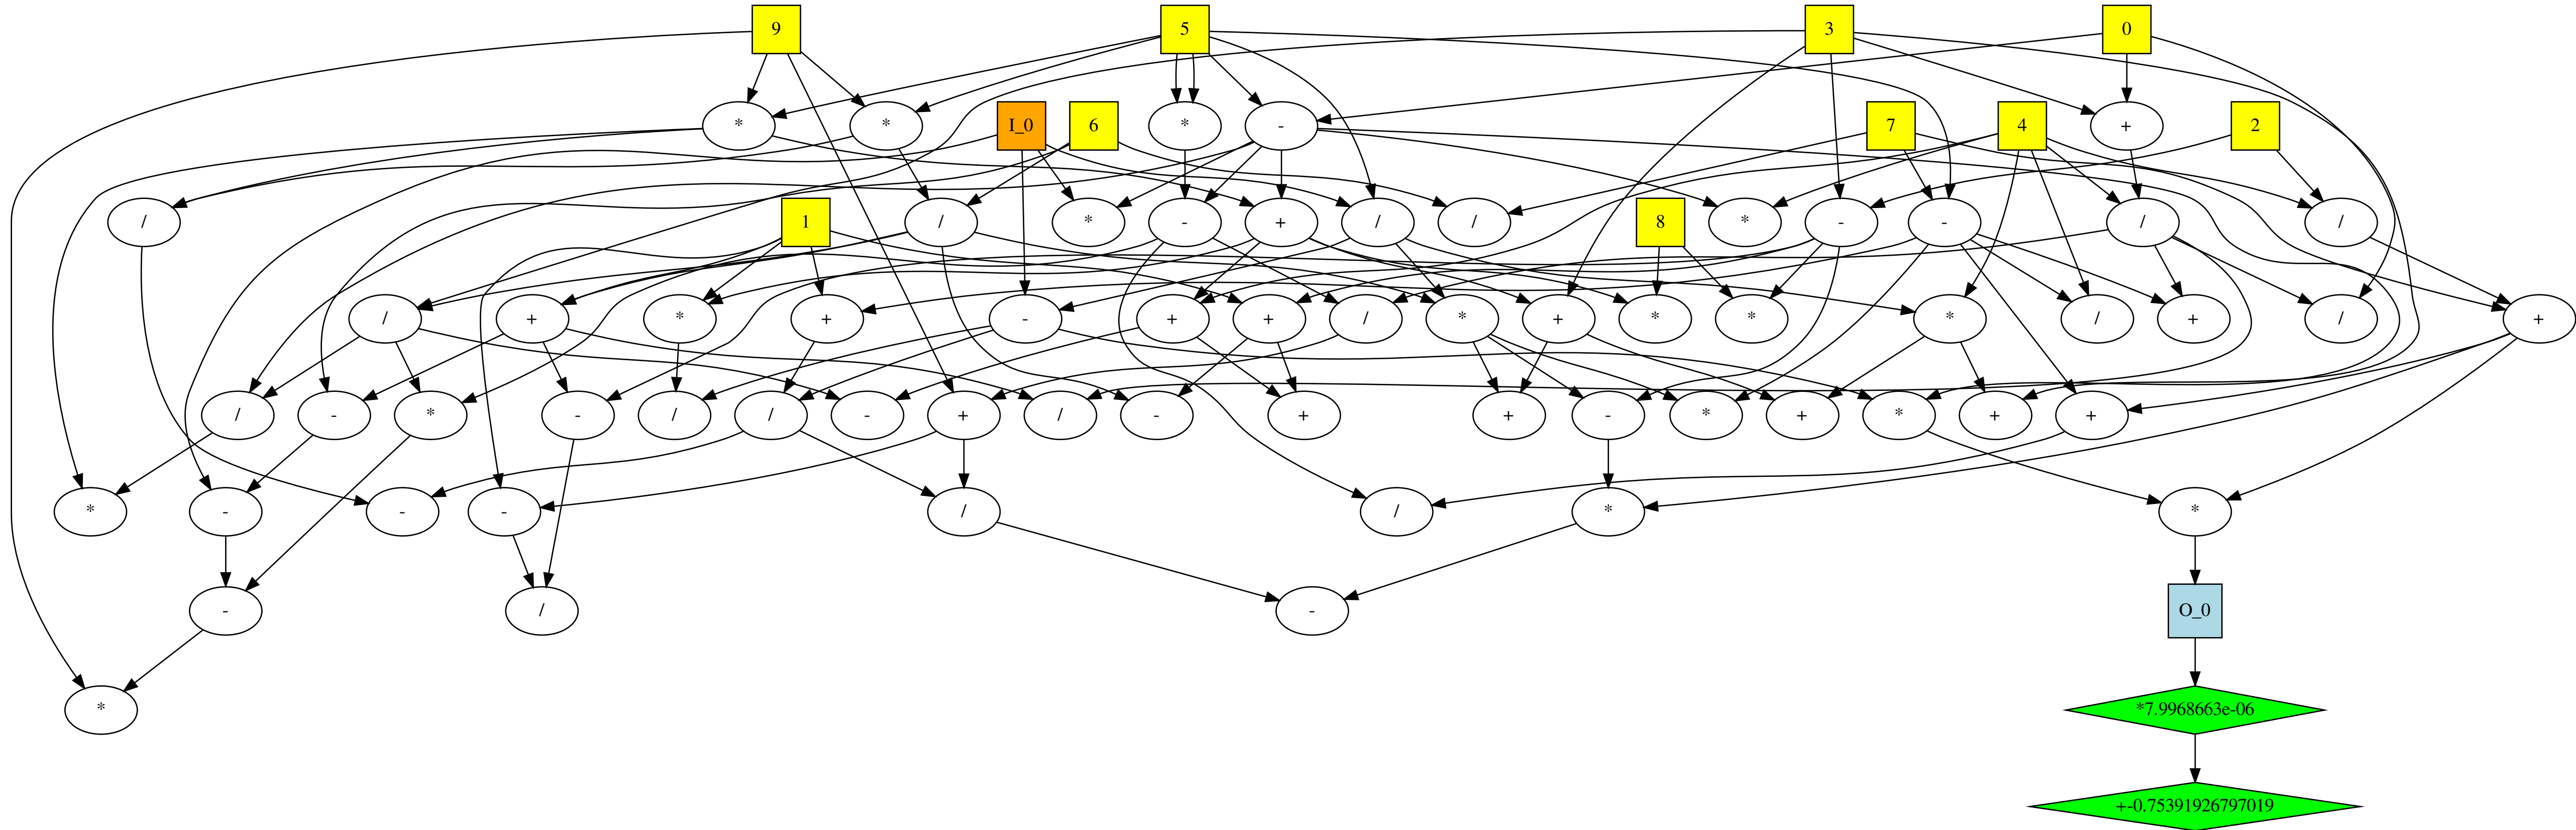 9 5 3 0
* * I_0 6 * - 7 4 + 2
/ 1 / * - + / / 8 * - - / /
/ + * + - + + / * + * * * / + / +
/ - * - / / - + / - + + - * + * + +
* - - - / / * *
- / - O_0
* *7.9968663e-06
+-0.75391926797019